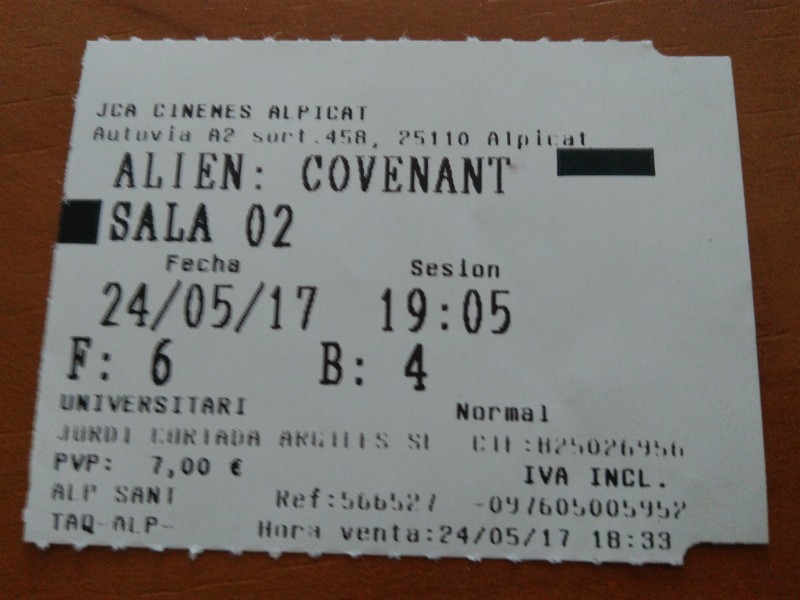 JCA CINEMES ALPICAT
Autovia A2 sort.458, 25110 Alpicat
ALIEN: COVENANT
SALA 02
Fecha Sesion
24/05/17 19:05
F: 6 B: 4
UNIVERSITARI Normal
JORDI CORTADA ARGILES SL CIF:B25026956
PVP: 7,00 € IVA INCL.
ALP SANT Ref:566527 -097605005952
TAQ-ALP- Hora venta:24/05/17 18:33